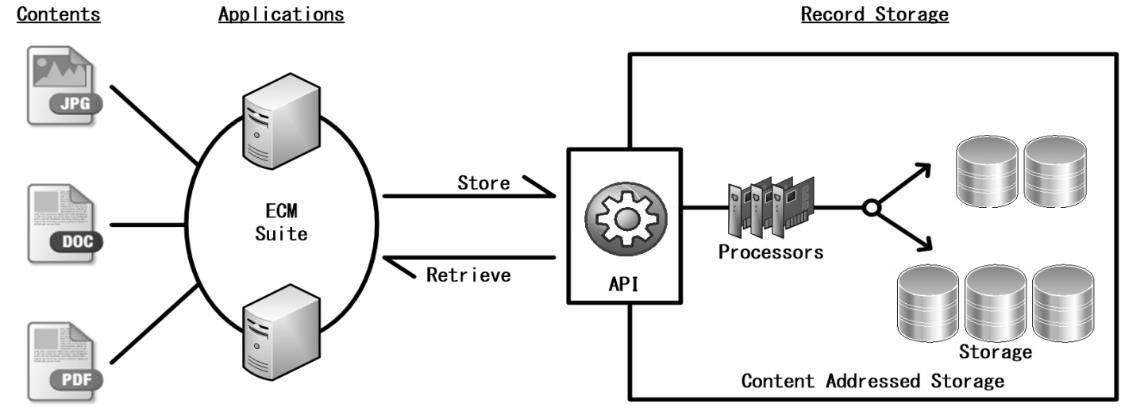 Contents
Applications
Record Storage
JPG
DOC
PDF
ECM
Suite
Store
Retrieve
API
Processors
Storage
Content Addressed Storage